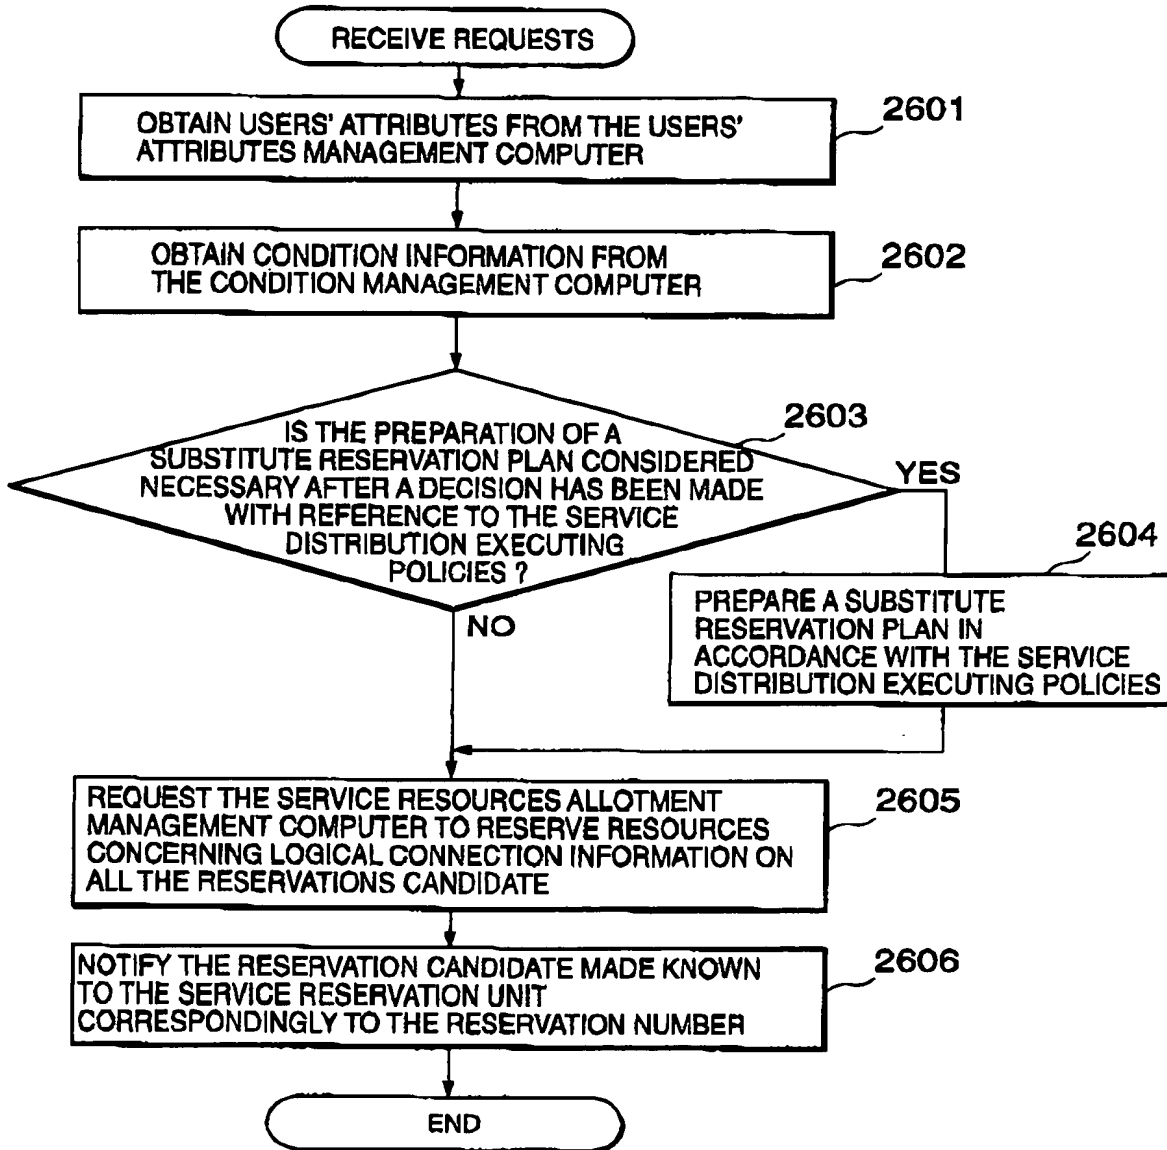 RECEIVE REQUESTS
2601
OBTAIN USERS' ATTRIBUTES FROM THE USERS'
ATTRIBUTES MANAGEMENT COMPUTER
2602
OBTAIN CONDITION INFORMATION FROM
THE CONDITION MANAGEMENT COMPUTER
2603
IS THE PREPARATION OF A
SUBSTITUTE RESERVATION PLAN CONSIDERED
NECESSARY AFTER A DECISION HAS BEEN MADE
WITH REFERENCE TO THE SERVICE
DISTRIBUTION EXECUTING
POLICIES ?
YES
NO
2604
PREPARE A SUBSTITUTE
RESERVATION PLAN IN
ACCORDANCE WITH THE SERVICE
DISTRIBUTION EXECUTING POLICIES
2605
REQUEST THE SERVICE RESOURCES ALLOTMENT
MANAGEMENT COMPUTER TO RESERVE RESOURCES
CONCERNING LOGICAL CONNECTION INFORMATION ON
ALL THE RESERVATIONS CANDIDATE
2606
NOTIFY THE RESERVATION CANDIDATE MADE KNOWN
TO THE SERVICE RESERVATION UNIT
CORRESPONDINGLY TO THE RESERVATION NUMBER
END